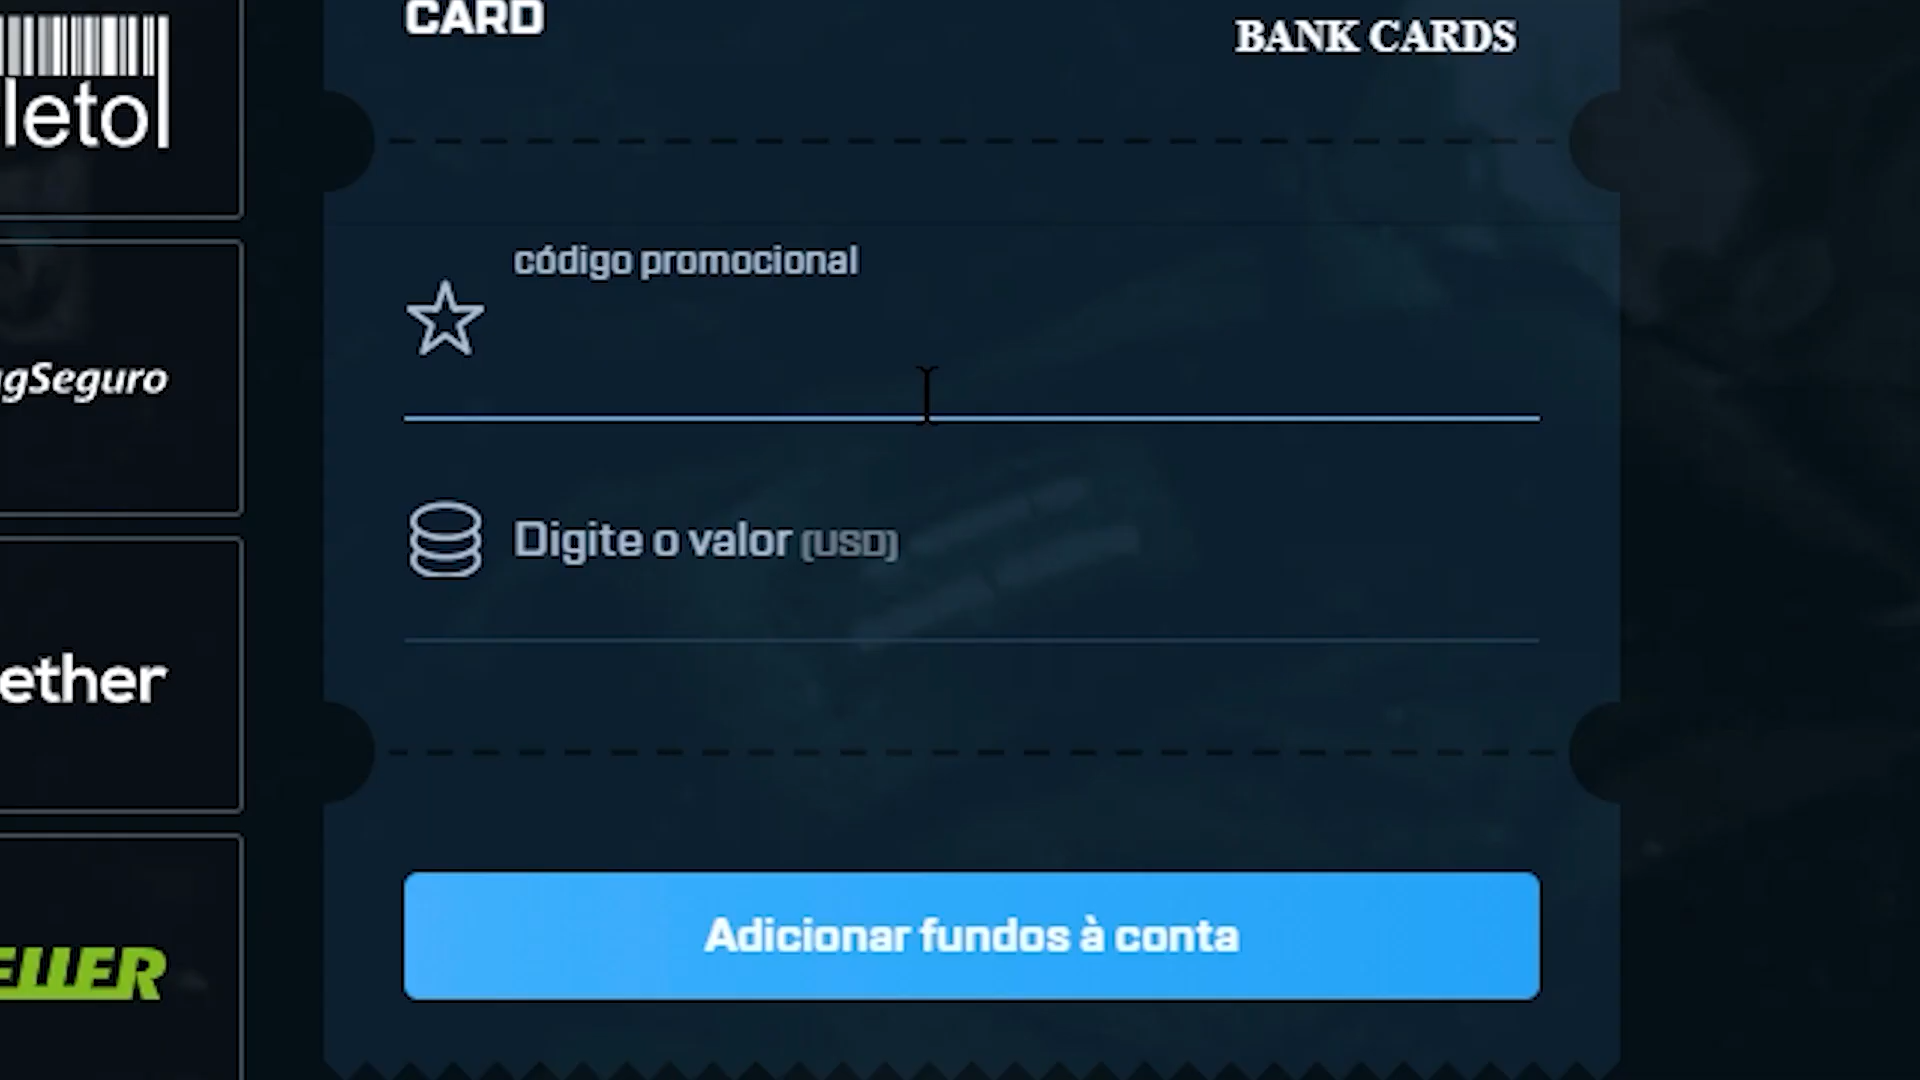 CARD
BANK CARDS
leto
código promocional
gSeguro
Digite o valor (USD)
ether
ELLER
Adicionar fundos à conta